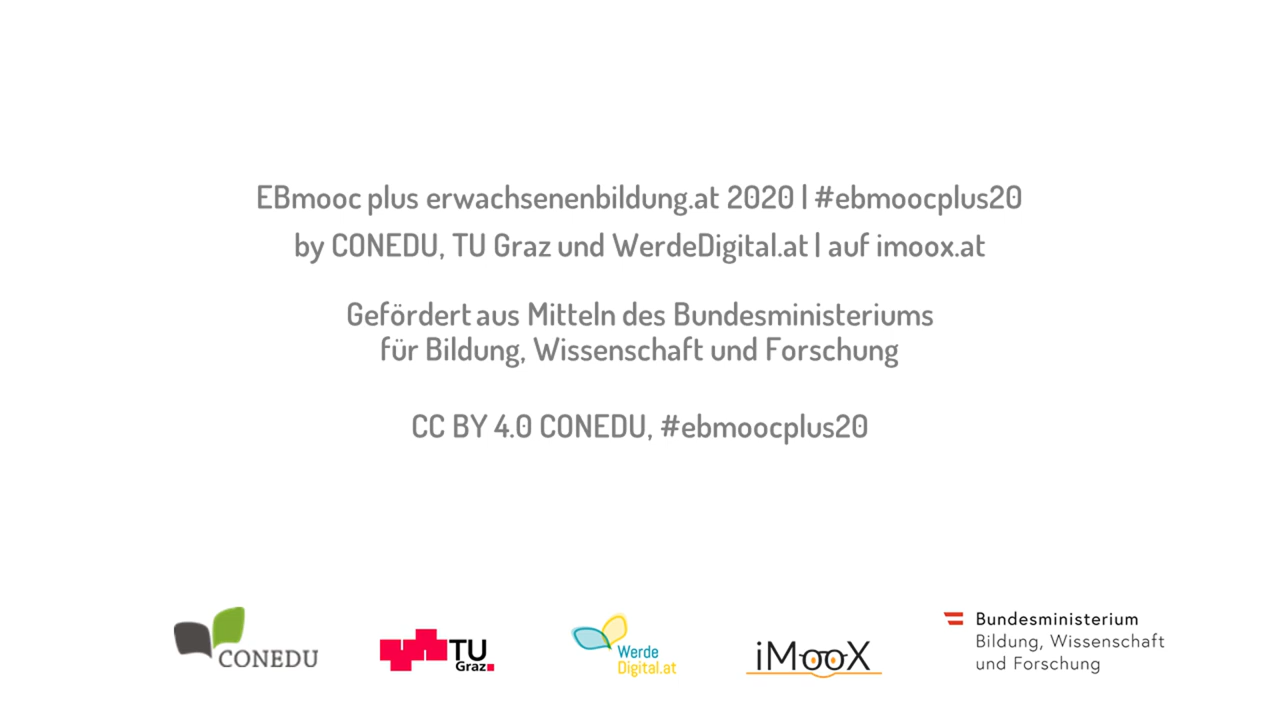 EBmooc plus erwachsenenbildung.at 2020 | #ebmoocplus20
by CONEDU, TU Graz und WerdeDigital.at | auf imoox.at
Gefördert aus Mitteln des Bundesministeriums
für Bildung, Wissenschaft und Forschung
CC BY 4.0 CONEDU, #ebmoocplus20
CONEDU
TU
Graz
Werde
Digital.at
iMooX
Bundesministerium
Bildung, Wissenschaft
und Forschung